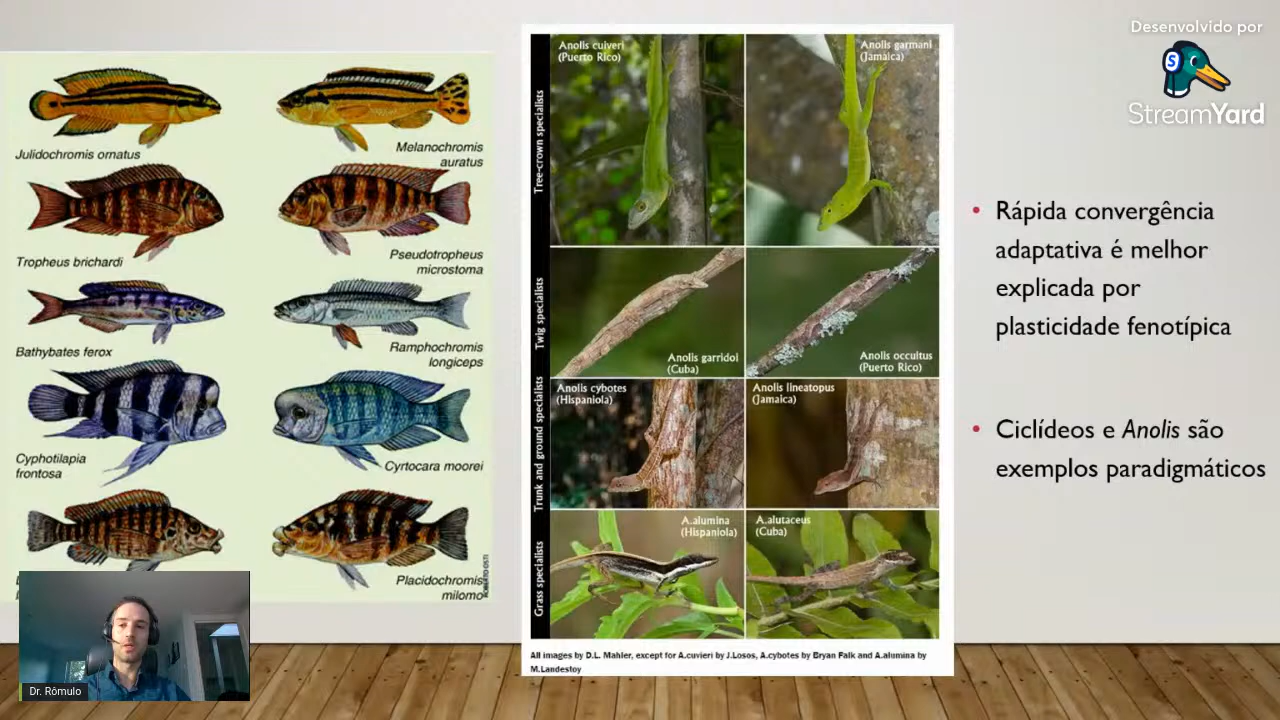 Desenvolvido por
StreamYard
Julidochromis ornatus
Melanochromis
auratus
Tropheus brichardi
Pseudotropheus
microstoma
Bathybates ferox
Ramphochromis
longiceps
Cyphotilapia
frontosa
Cyrtocara moorei
Placidochromis
milomo
ROBERTO OSTI
Tree-crown specialists
Anolis cuiveri
(Puerto Rico)
Anolis garmani
(Jamaica)
Twig specialists
Anolis garridoi
(Cuba)
Anolis occultus
(Puerto Rico)
Trunk and ground specialists
Anolis cybotes
(Hispaniola)
Anolis lineatopus
(Jamaica)
Grass specialists
A.alumina
(Hispaniola)
A.alutaceus
(Cuba)
All images by D.L. Mahler, except for A.cuvieri by J.Losos, A.cybotes by Bryan Falk and A.alumina by
M.Landestoy
• Rápida convergência
adaptativa é melhor
explicada por
plasticidade fenotípica
• Ciclídeos e Anolis são
exemplos paradigmáticos
Dr. Rômulo